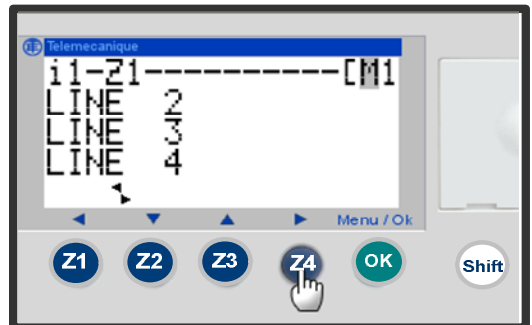 Telemecanique
i1-Z1------------[M1
LINE 2
LINE 3
LINE 4
Menu / Ok
Z1 Z2 Z3 Z4 OK Shift